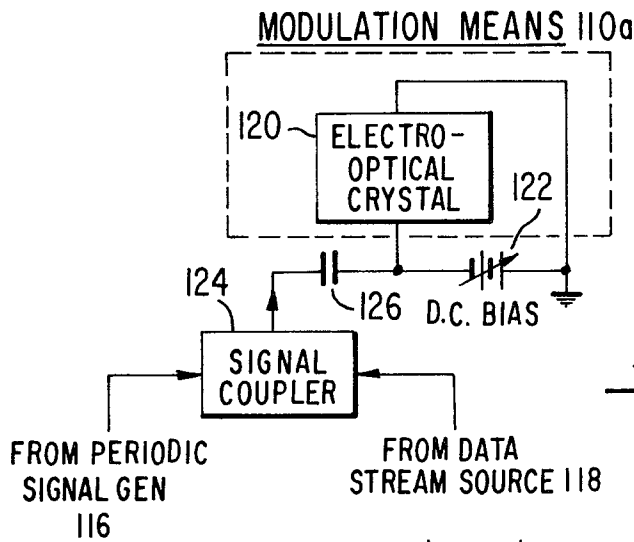 MODULATION MEANS 110a
120
ELECTRO-
OPTICAL
CRYSTAL
122
124
126
D.C. BIAS
SIGNAL
COUPLER
FROM PERIODIC
SIGNAL GEN
116
FROM DATA
STREAM SOURCE 118